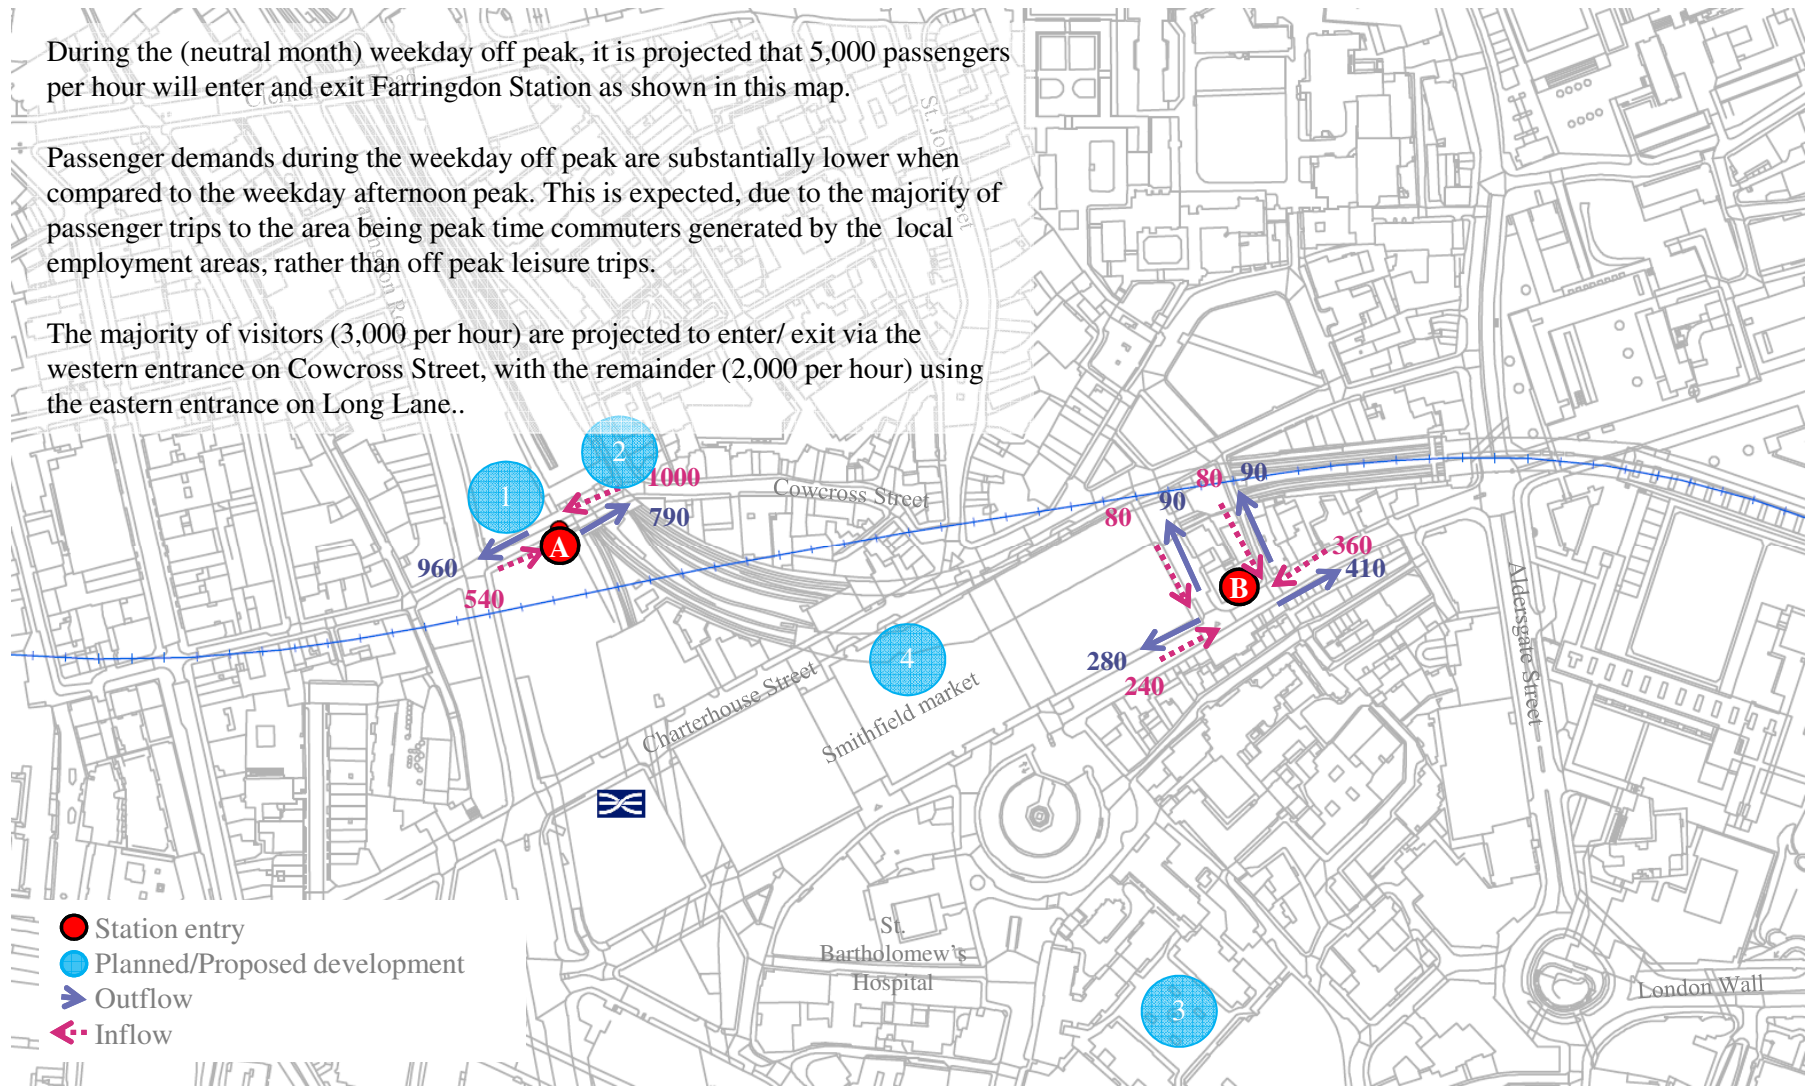 During the (neutral month) weekday off peak, it is projected that 5,000 passengers
per hour will enter and exit Farringdon Station as shown in this map.
Passenger demands during the weekday off peak are substantially lower when
compared to the weekday afternoon peak. This is expected, due to the majority of
passenger trips to the area being peak time commuters generated by the local
employment areas, rather than off peak leisure trips.
The majority of visitors (3,000 per hour) are projected to enter/ exit via the
western entrance on Cowcross Street, with the remainder (2,000 per hour) using
the eastern entrance on Long Lane..
St. John Street
2
1000
1
Cowcross Street
790
A
960
540
80
90
80
90
360
410
B
280
240
4
Charterhouse Street
Smithfield market
Aldersgate Street
St.
Bartholomew's
Hospital
3
London Wall
Station entry
Planned/Proposed development
Outflow
Inflow